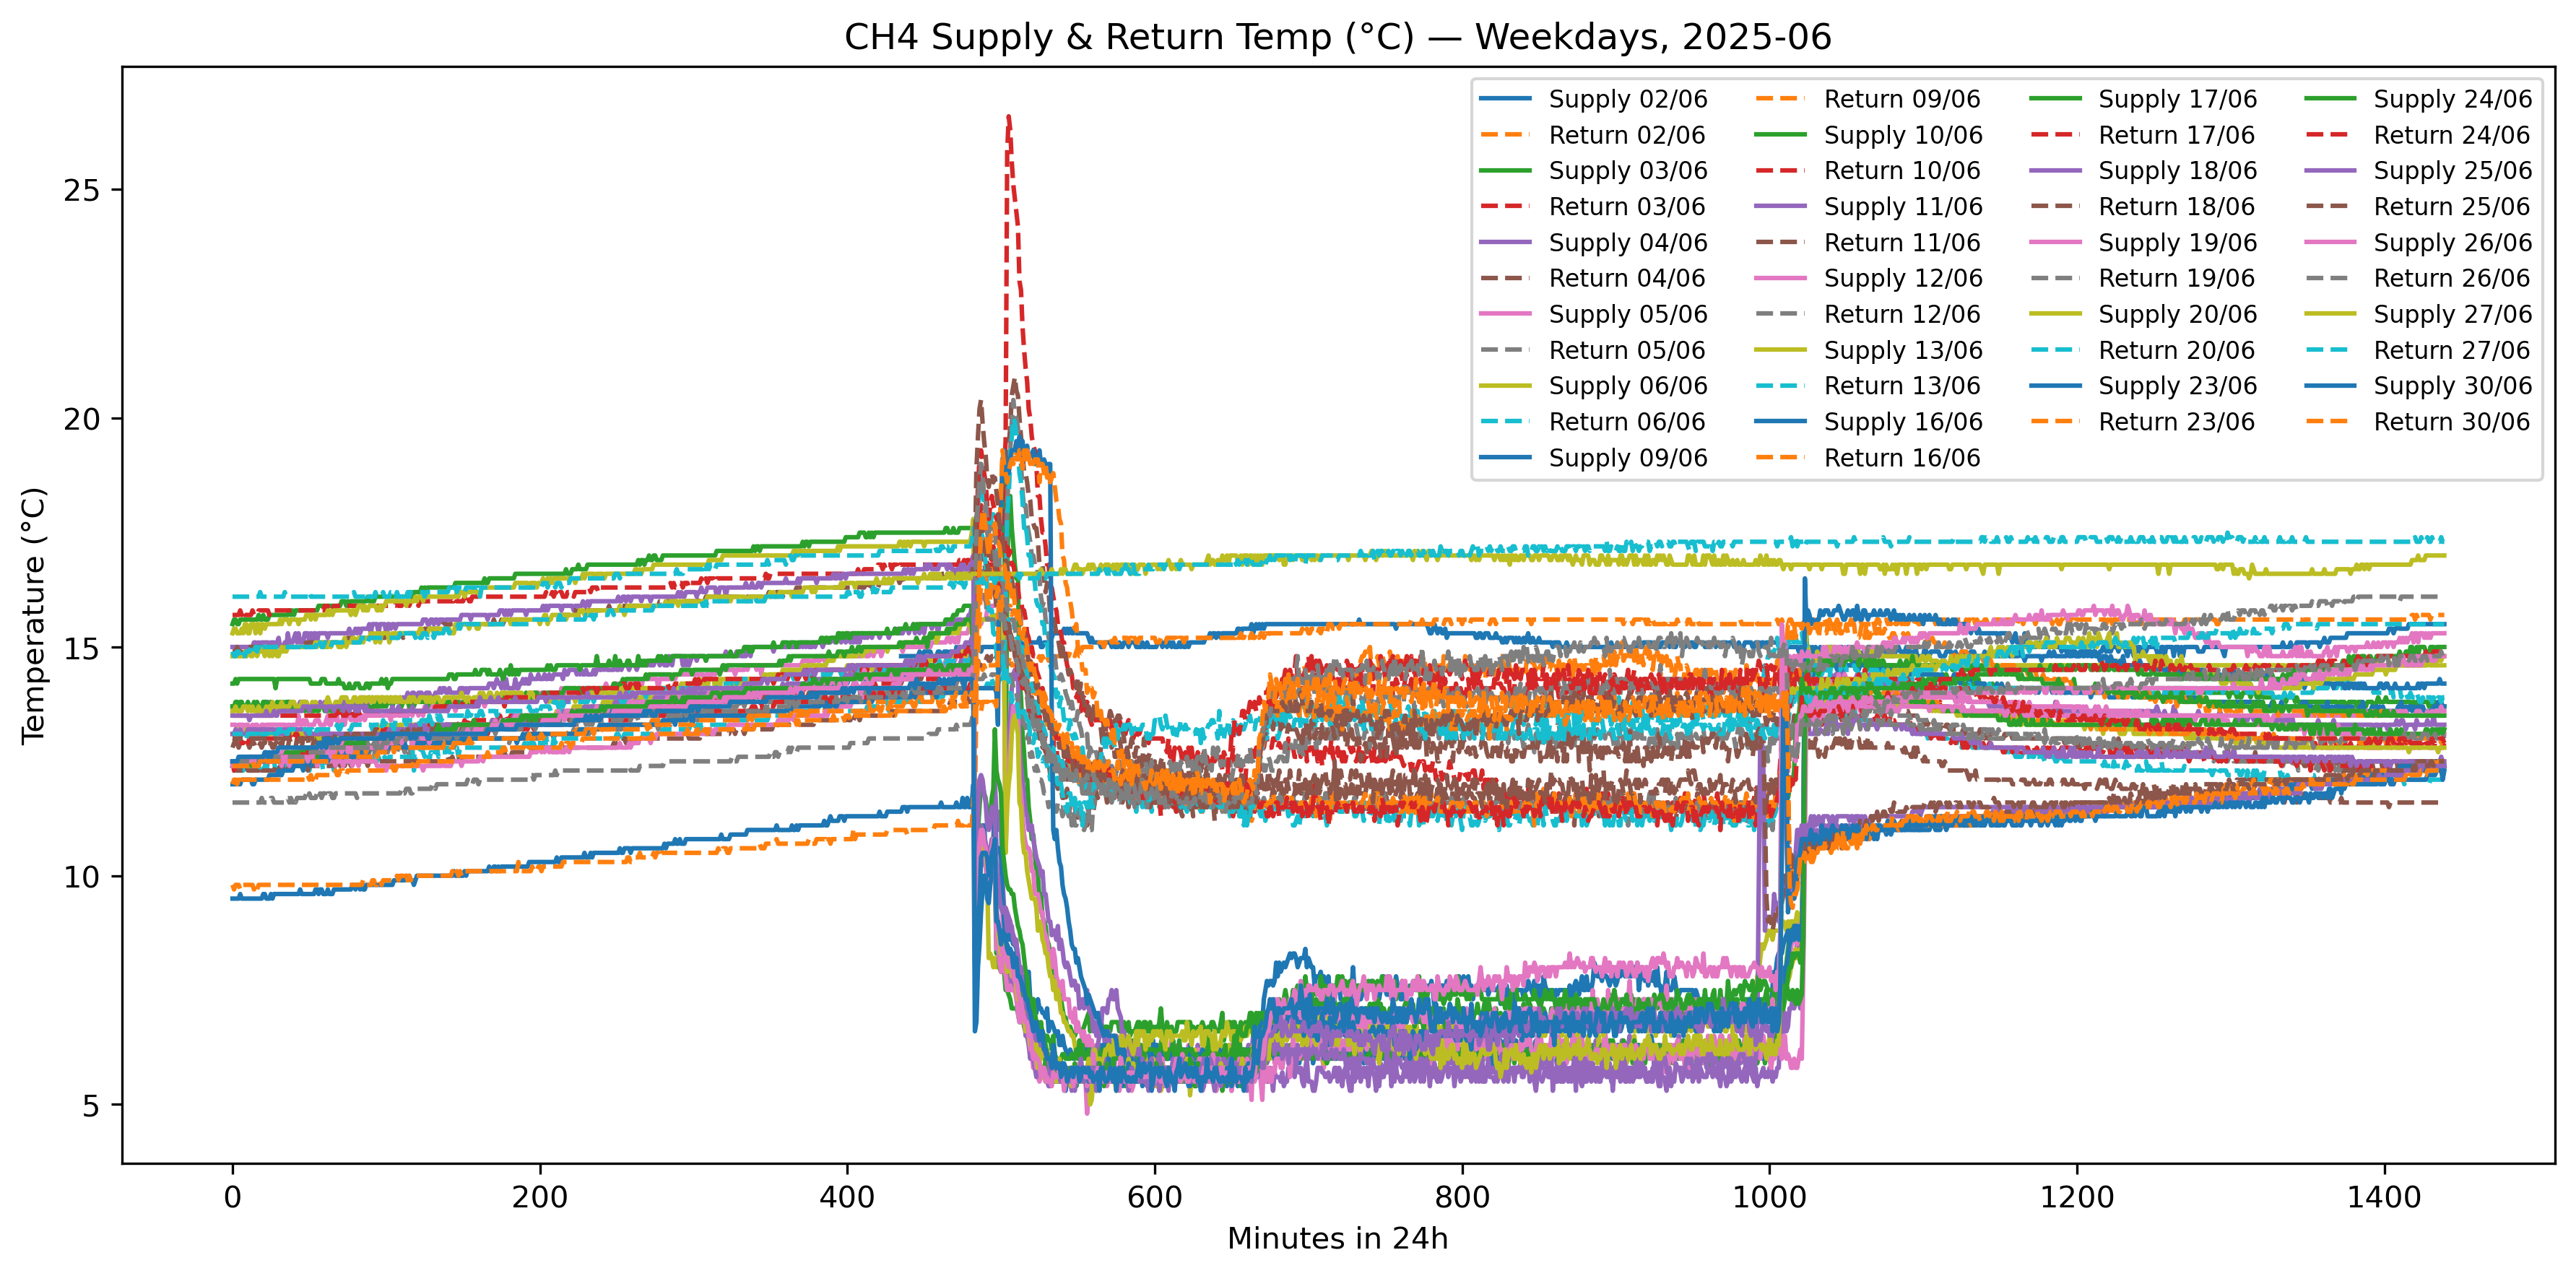 CH4 Supply & Return Temp (°C) — Weekdays, 2025-06
Temperature (°C)
25
20
15
10
5
0
200
400
600
800
1000
1200
1400
Minutes in 24h
Supply 02/06
Return 02/06
Supply 03/06
Return 03/06
Supply 04/06
Return 04/06
Supply 05/06
Return 05/06
Supply 06/06
Return 06/06
Supply 09/06
Return 09/06
Supply 10/06
Return 10/06
Supply 11/06
Return 11/06
Supply 12/06
Return 12/06
Supply 13/06
Return 13/06
Supply 16/06
Return 16/06
Supply 17/06
Return 17/06
Supply 18/06
Return 18/06
Supply 19/06
Return 19/06
Supply 20/06
Return 20/06
Supply 23/06
Return 23/06
Supply 24/06
Return 24/06
Supply 25/06
Return 25/06
Supply 26/06
Return 26/06
Supply 27/06
Return 27/06
Supply 30/06
Return 30/06